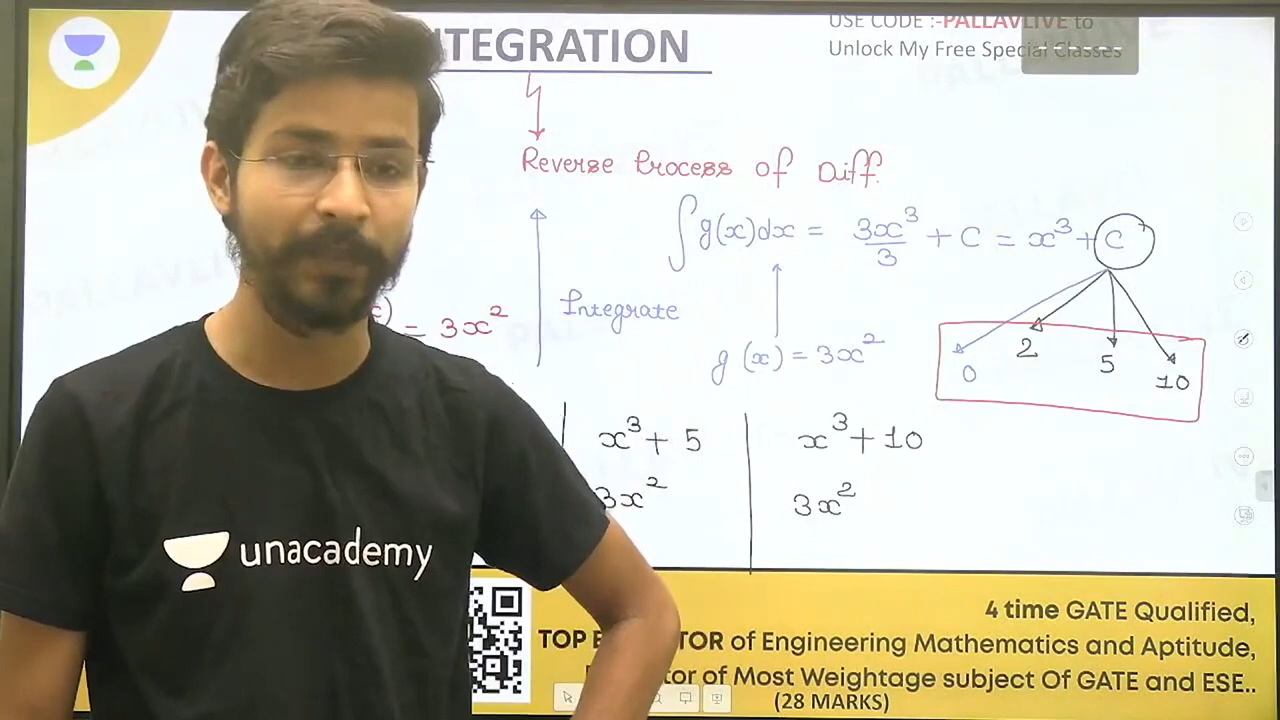 NTEGRATION
USE CODE :-PALLAVLIVE to
Unlock My Free Special Classes
Reverse Process of Diff.
∫g(x)dx = 3x³/3 + C = x³ + C
) = 3x²
Integrate
g(x) = 3x²
0 2 5 10
x³ + 5
x³ + 10
3x²
3x²
unacademy
4 time GATE Qualified,
TOP E TOR of Engineering Mathematics and Aptitude,
tor of Most Weightage subject Of GATE and ESE..
(28 MARKS)